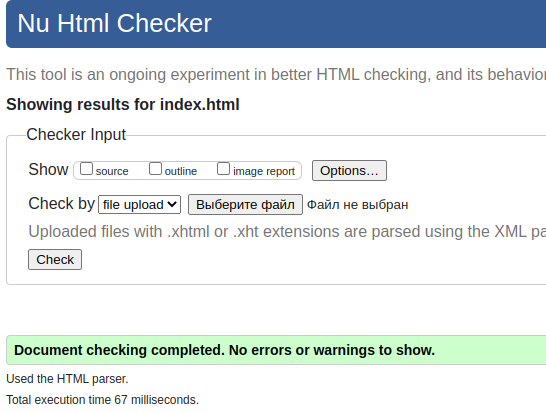 Nu Html Checker
This tool is an ongoing experiment in better HTML checking, and its behavior
Showing results for index.html
Checker Input
Show source outline image report Options...
Check by file upload Выберите файл Файл не выбран
Uploaded files with .xhtml or .xht extensions are parsed using the XML pa
Check
Document checking completed. No errors or warnings to show.
Used the HTML parser.
Total execution time 67 milliseconds.